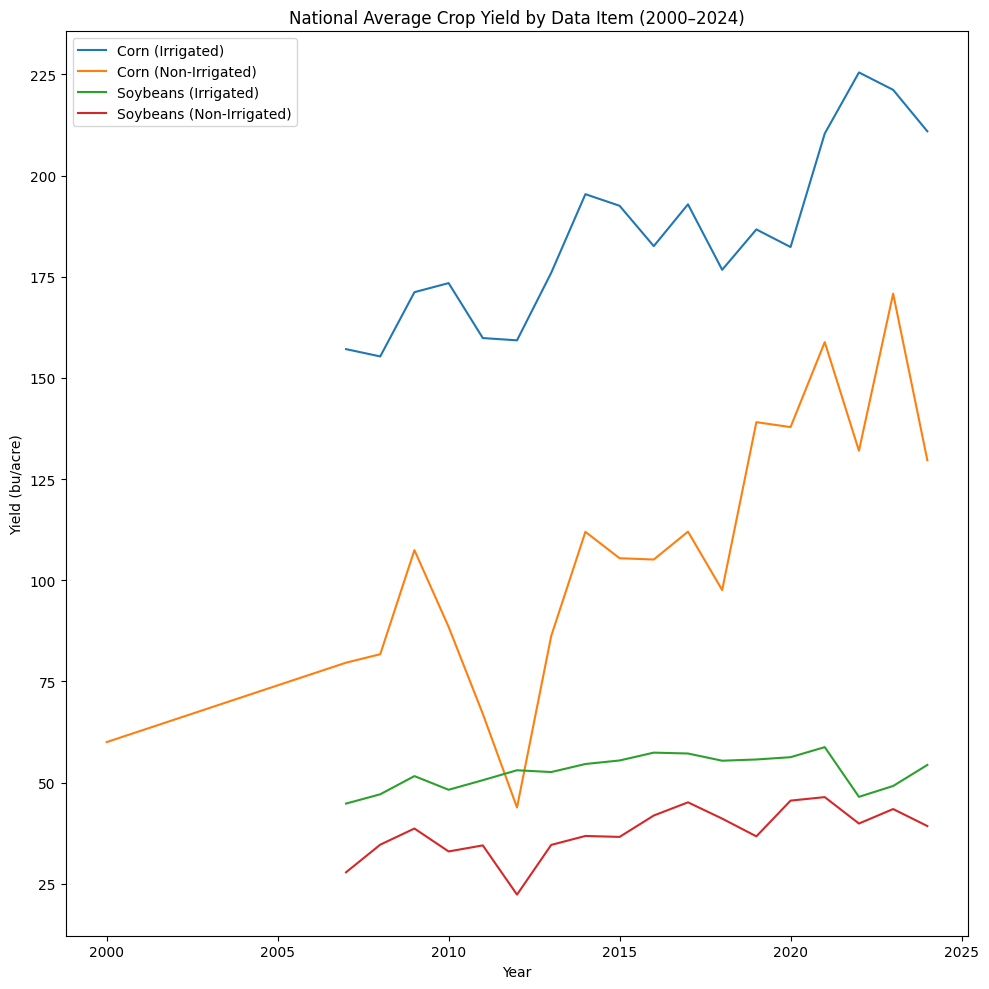 National Average Crop Yield by Data Item (2000–2024)
Corn (Irrigated)
Corn (Non-Irrigated)
Soybeans (Irrigated)
Soybeans (Non-Irrigated)
225
200
175
150
125
100
75
50
25
Yield (bu/acre)
2000 2005 2010 2015 2020 2025
Year